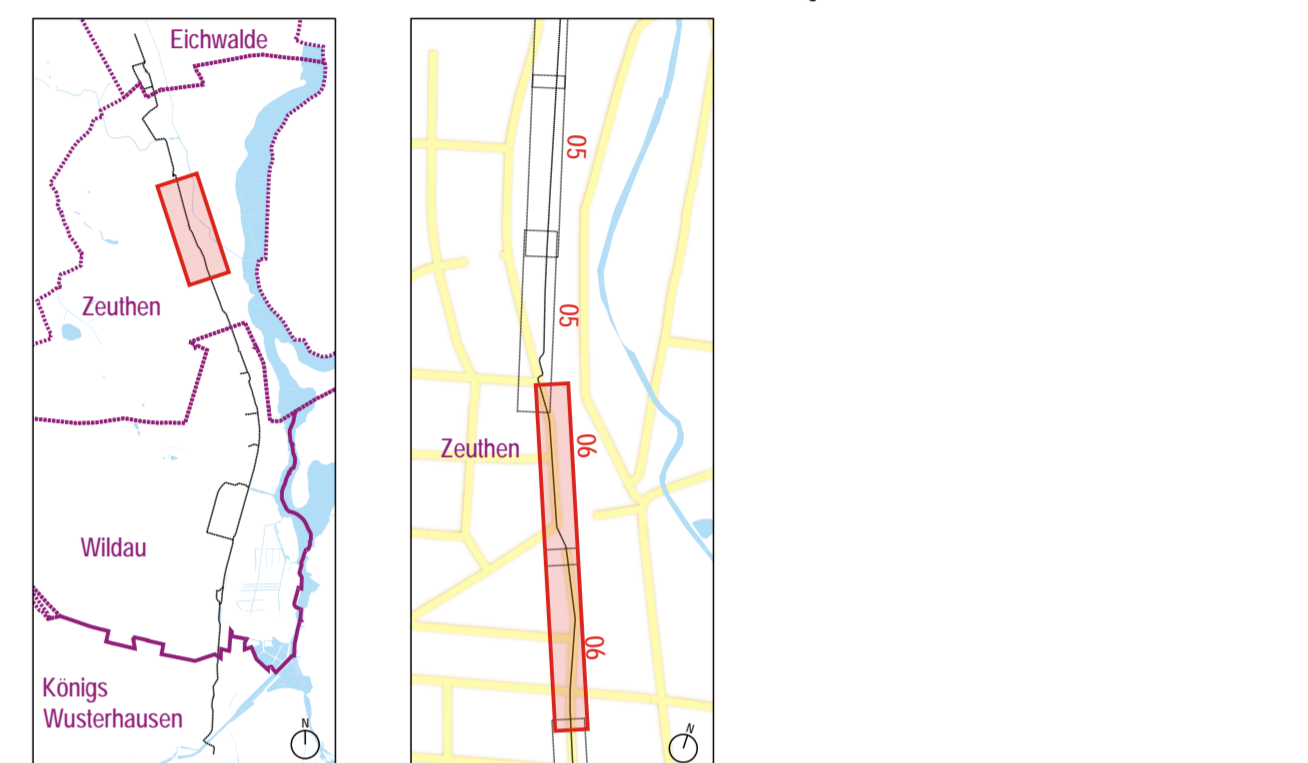 Eichwalde
Zeuthen
Wildau
Königs
Wusterhausen
N
05
05
Zeuthen
06
06
N